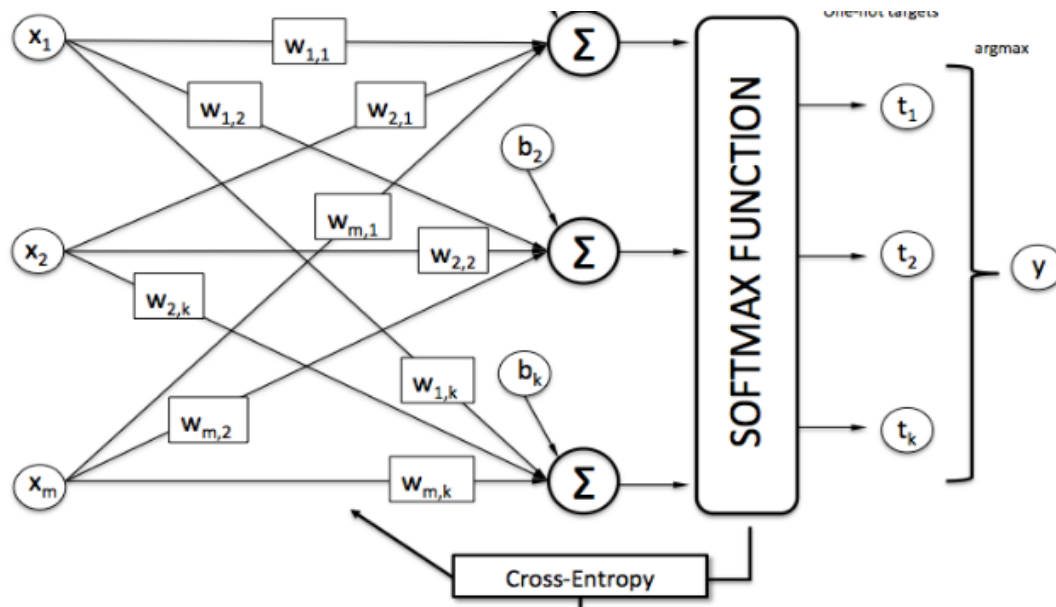 One-hot targets
argmax
x1
w1,1
Σ
w1,2
w2,1
t1
b2
SOFTMAX FUNCTION
wm,1
x2
w2,2
Σ
t2
y
w2,k
w1,k
bk
wm,2
tk
xm
wm,k
Σ
Cross-Entropy